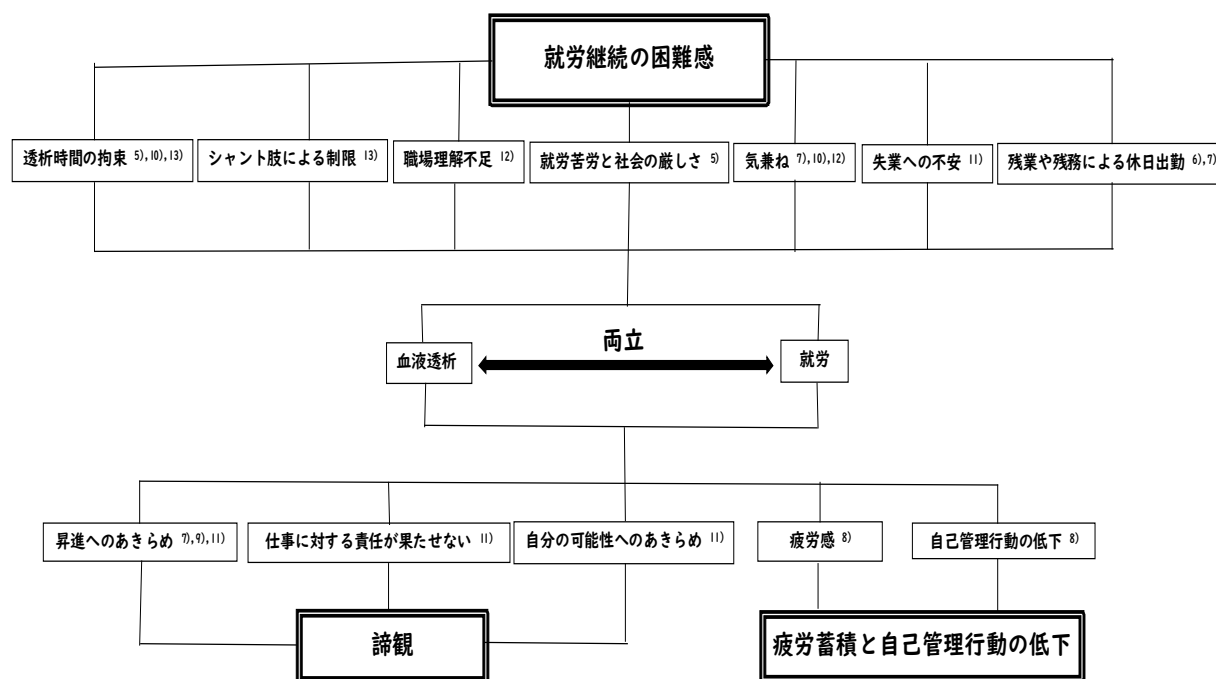 就労継続の困難感
透析時間の拘束 5),10),13)
シャント肢による制限 13)
職場理解不足 12)
就労苦労と社会の厳しさ 5)
気兼ね 7),10),12)
失業への不安 11)
残業や残務による休日出勤 6),7)
両立
血液透析
就労
昇進へのあきらめ 7),9),11)
仕事に対する責任が果たせない 11)
自分の可能性へのあきらめ 11)
疲労感 8)
自己管理行動の低下 8)
諦観
疲労蓄積と自己管理行動の低下